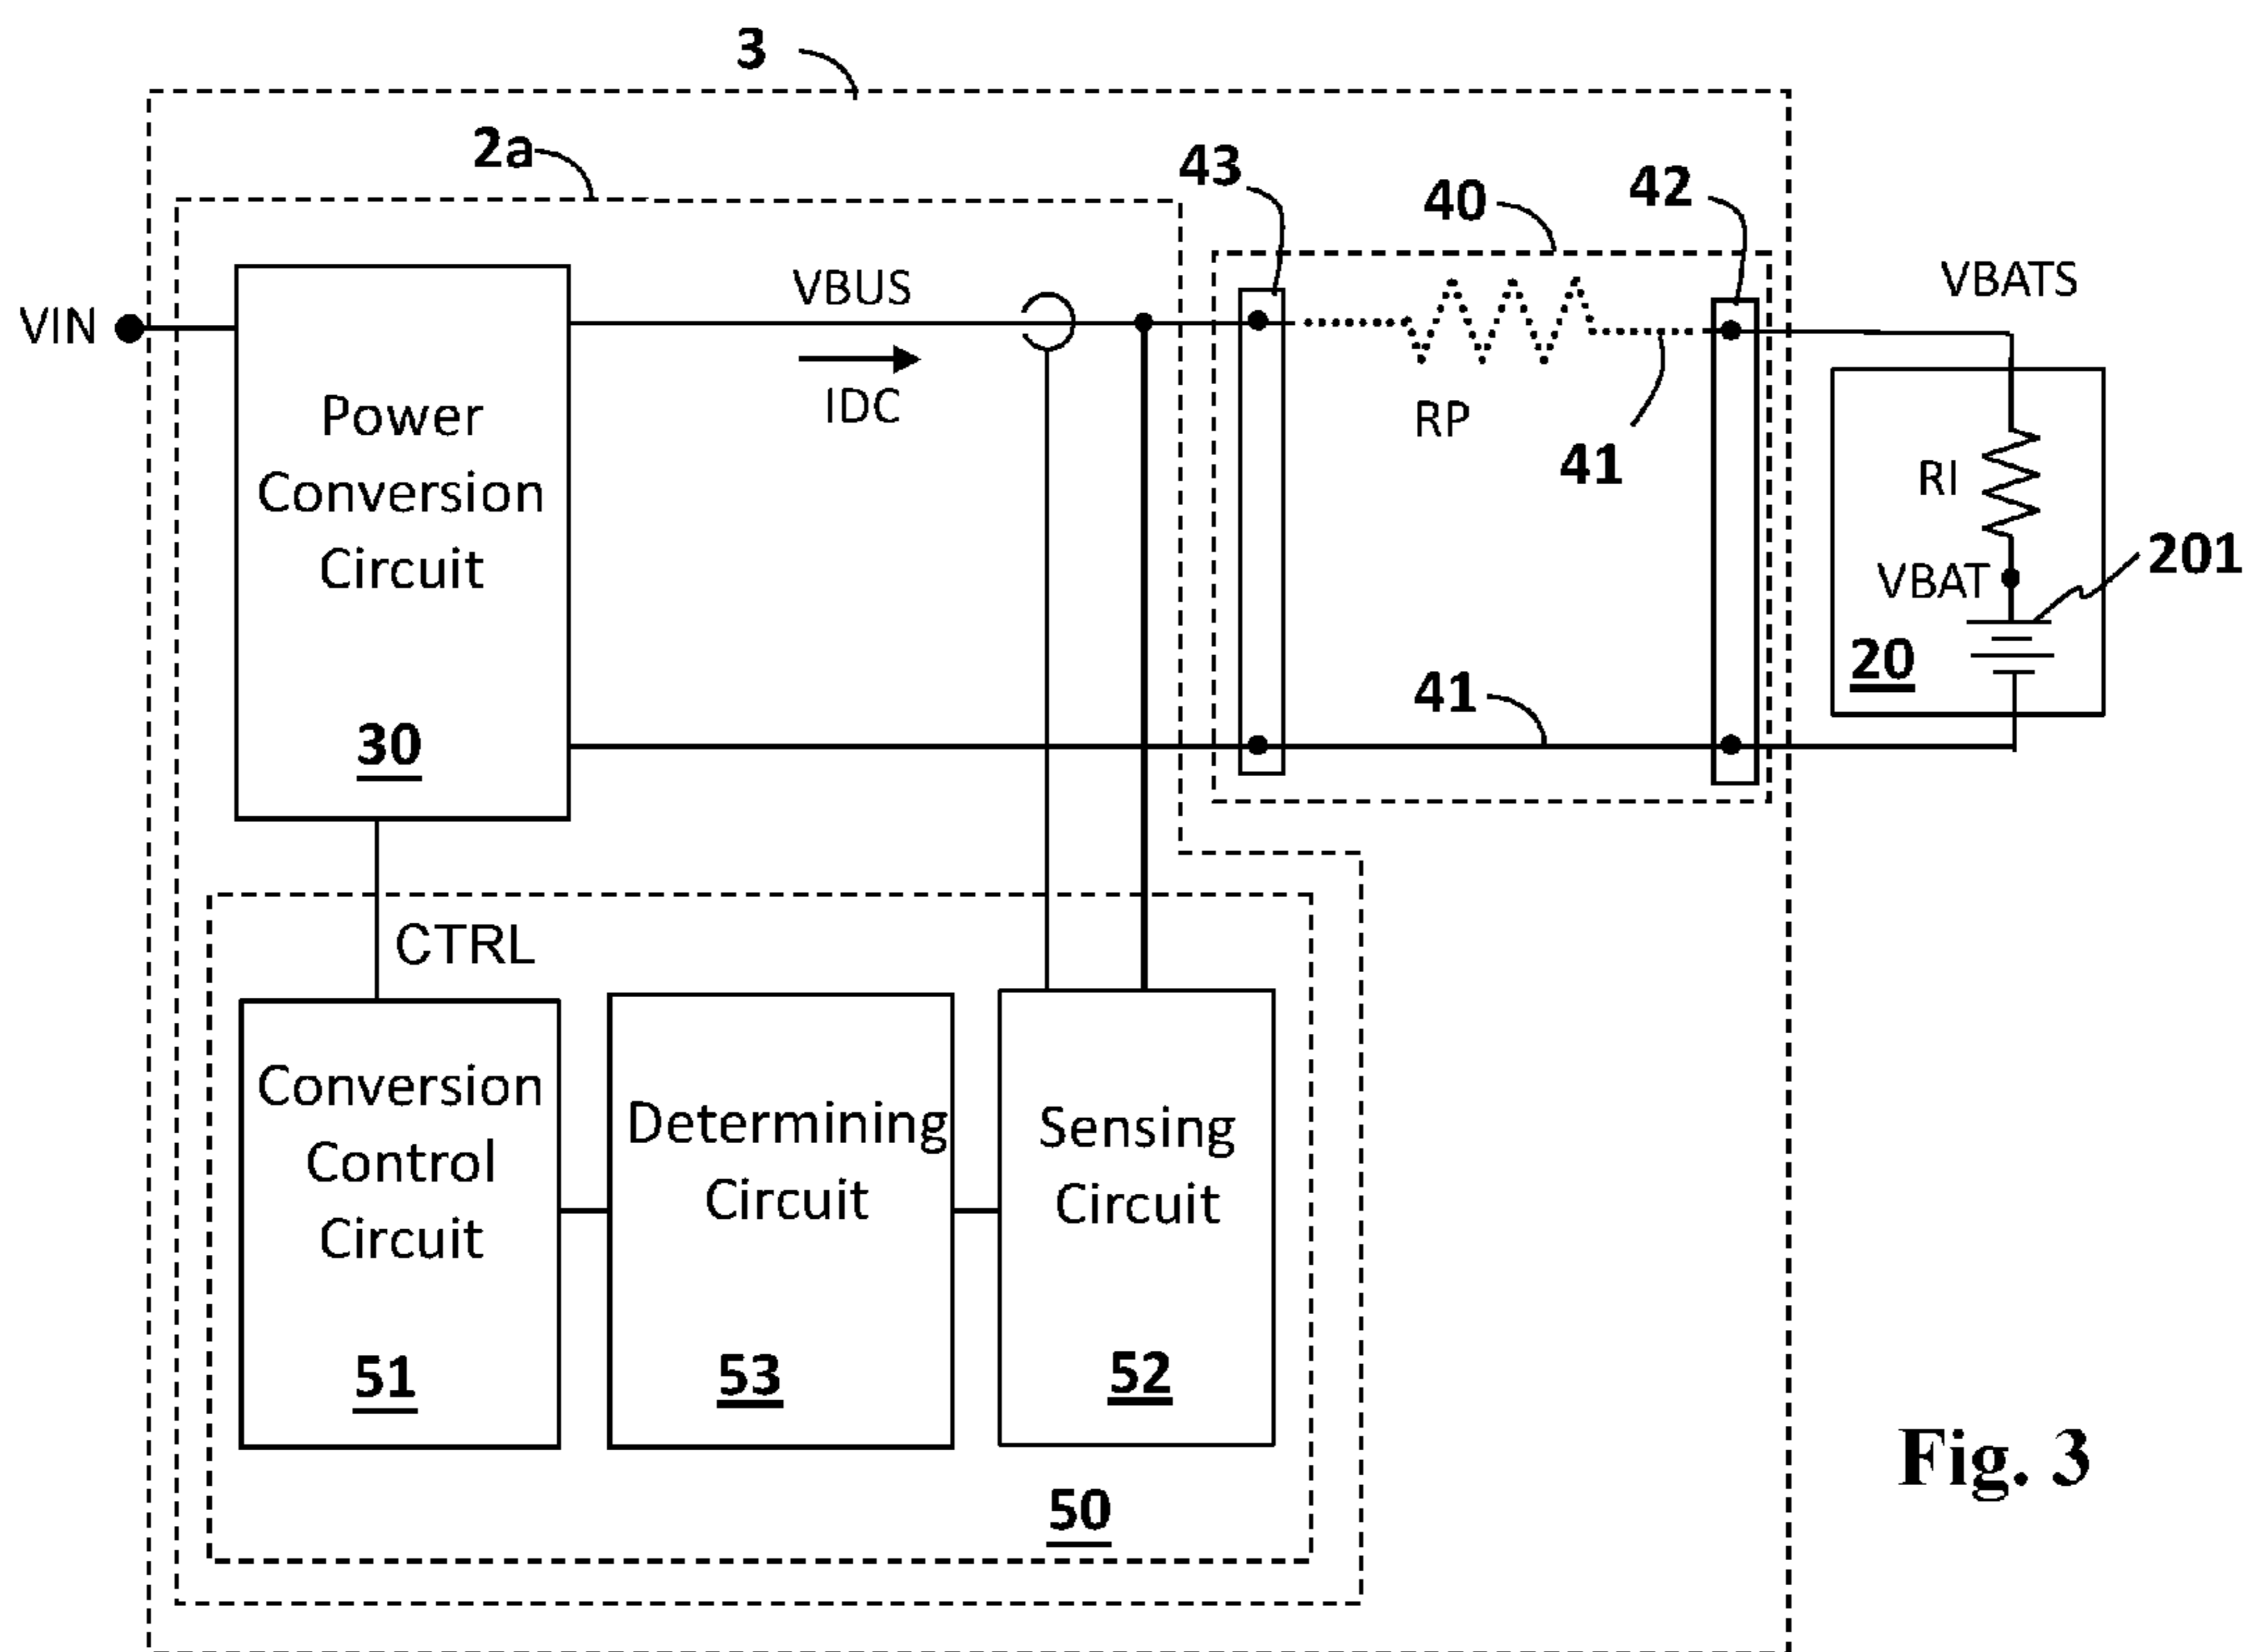 3
2a
43
40
42
VBUS
VBATS
VIN
IDC
RP
41
Power
Conversion
Circuit
30
RI
VBAT
201
20
41
CTRL
Conversion
Control
Circuit
51
Determining
Circuit
53
Sensing
Circuit
52
50
Fig. 3